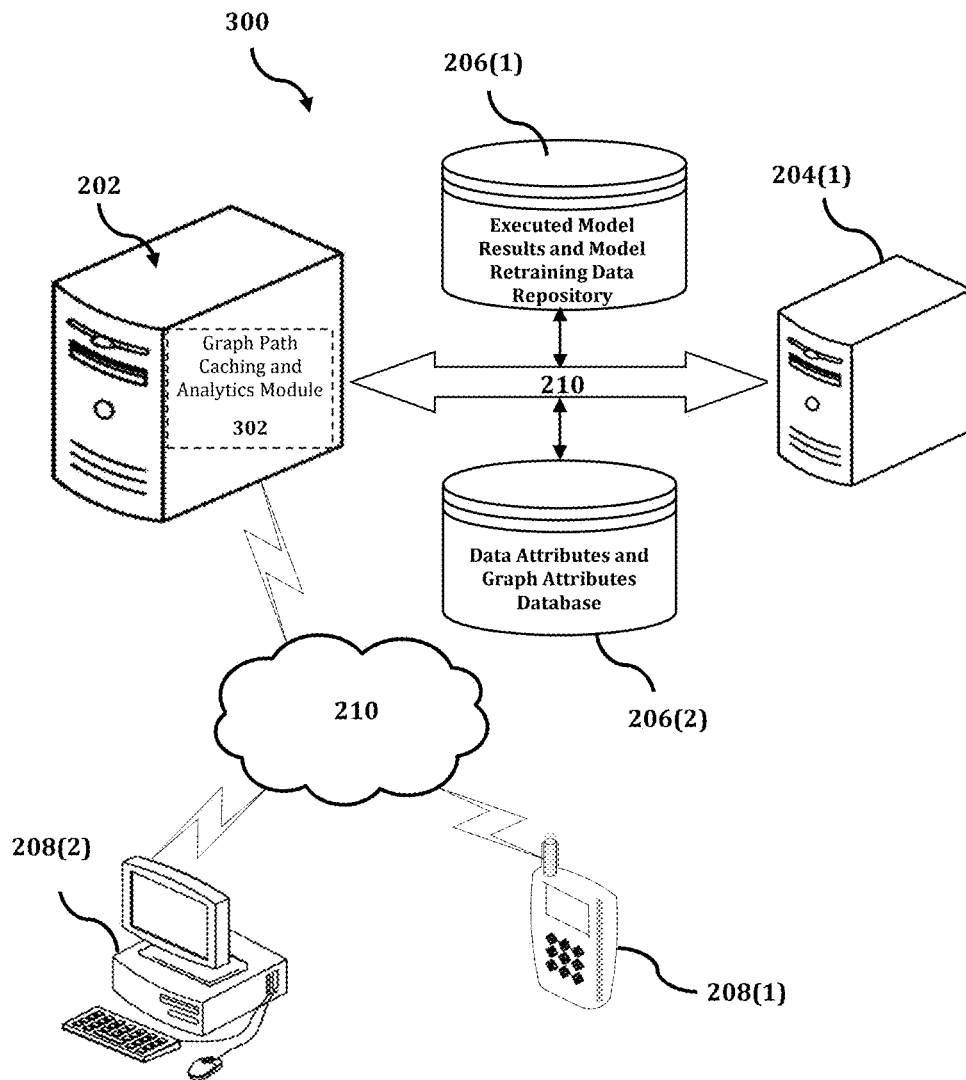 300
206(1)
202
204(1)
Executed Model
Results and Model
Retraining Data
Repository
Graph Path
Caching and
Analytics Module
302
210
Data Attributes and
Graph Attributes
Database
206(2)
210
208(2)
208(1)